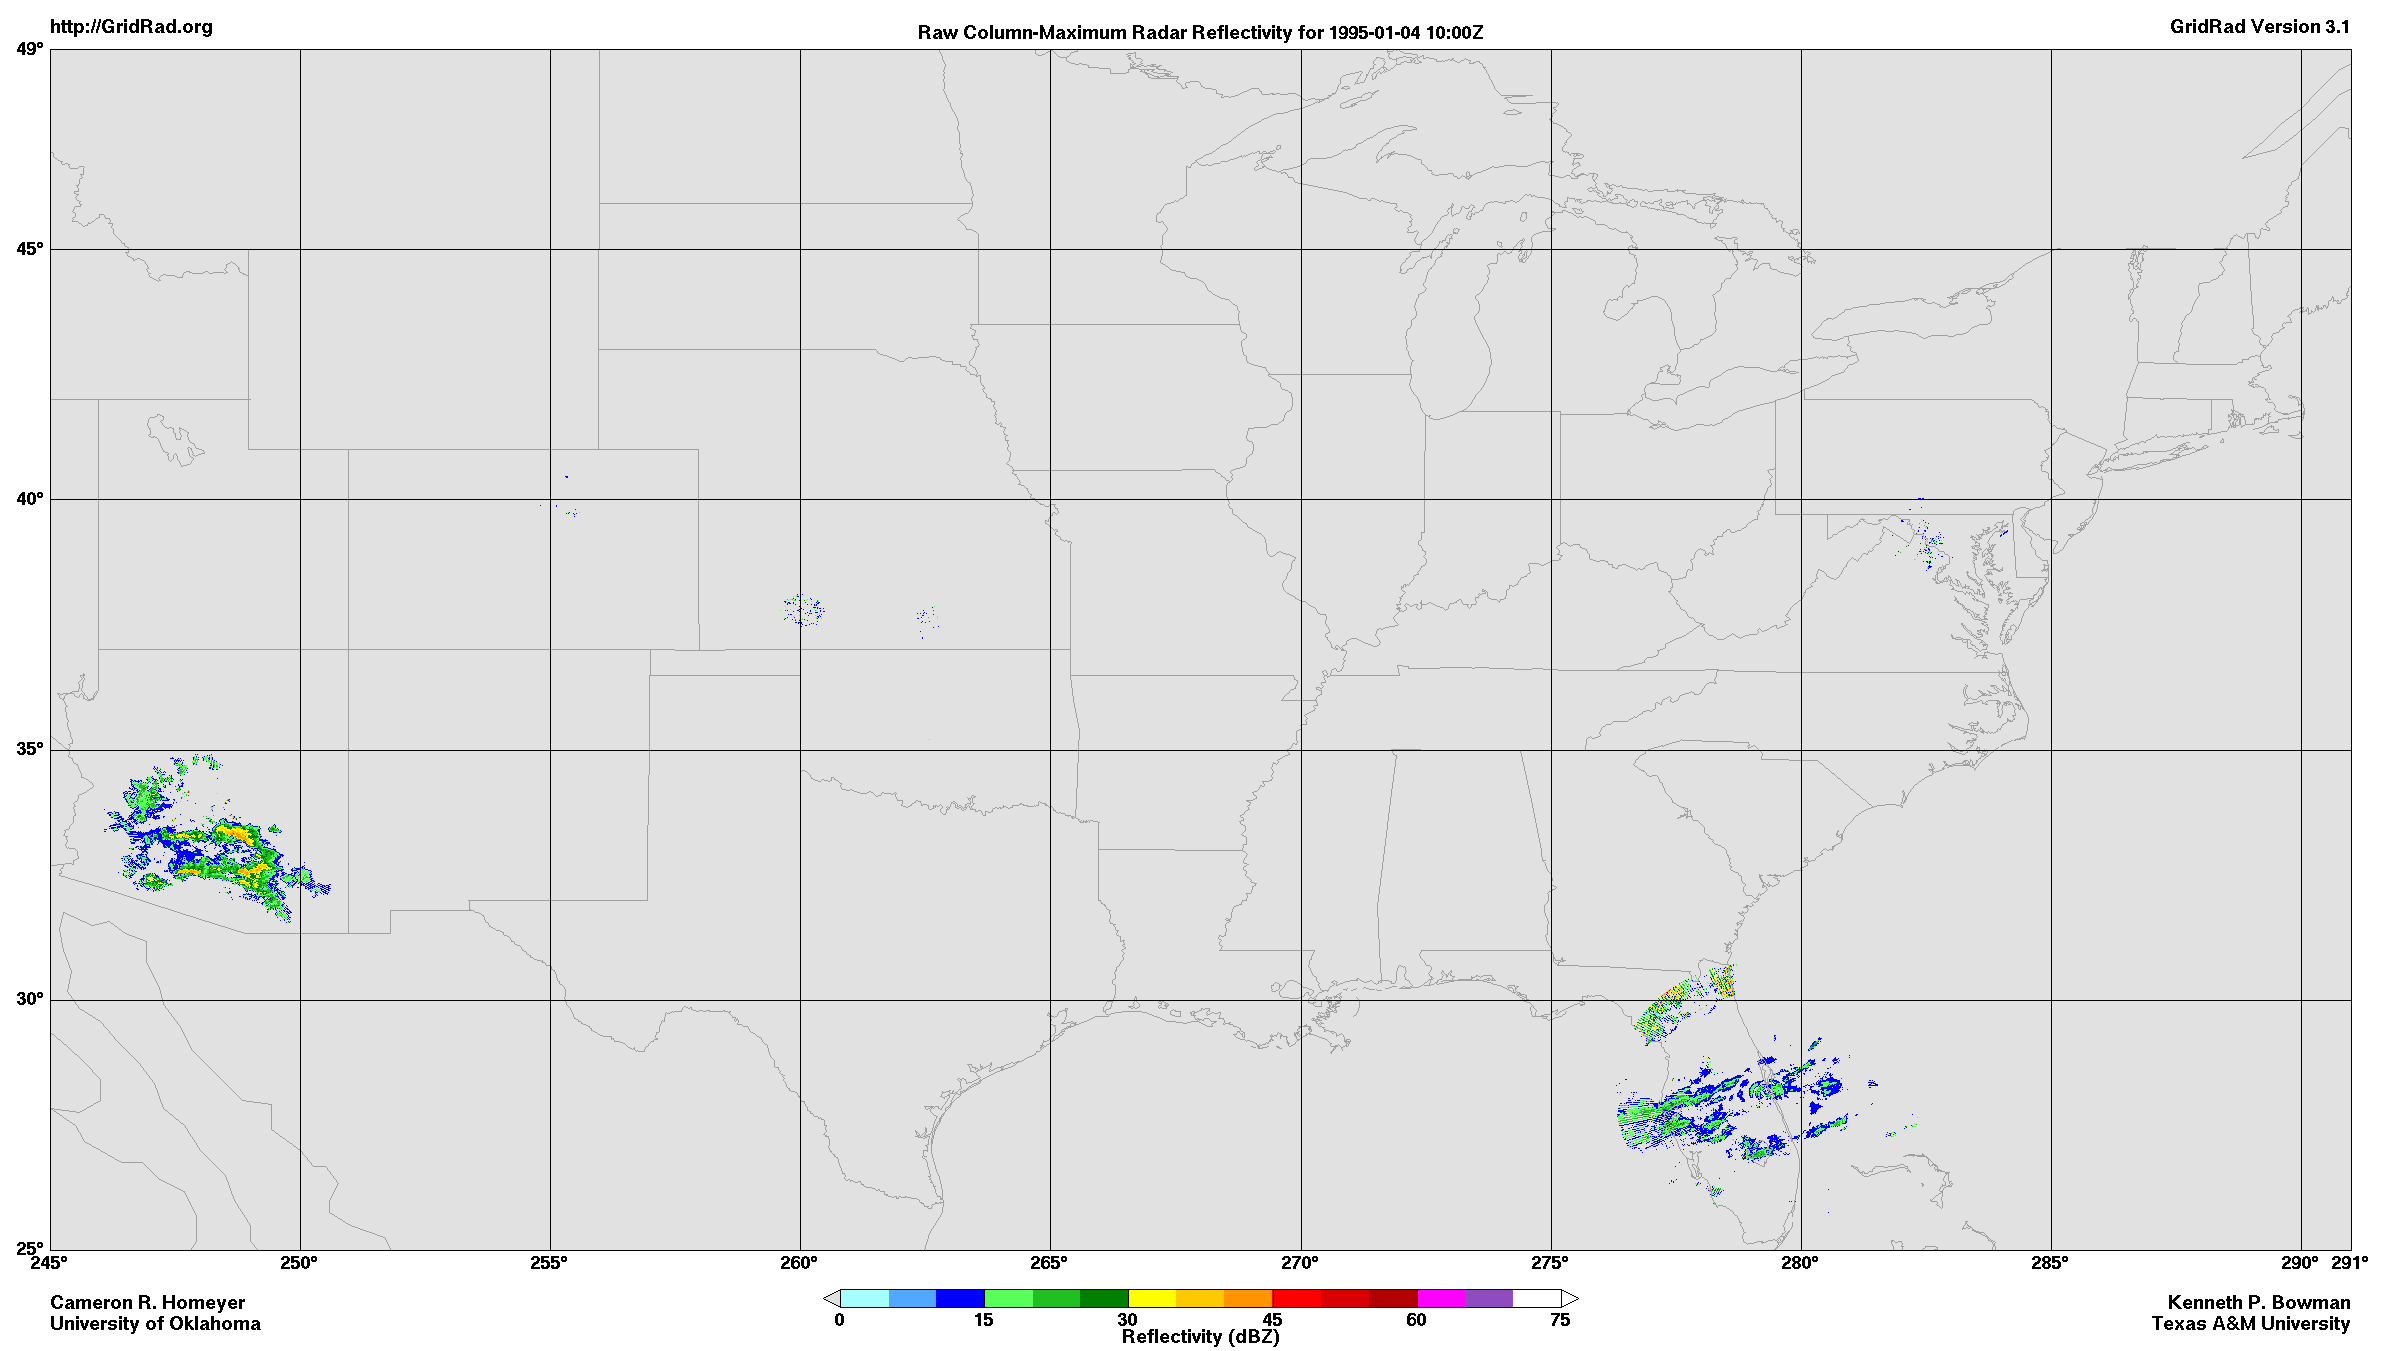 http://GridRad.org
Raw Column-Maximum Radar Reflectivity for 1995-01-04 10:00Z
GridRad Version 3.1
49°
45°
40°
35°
30°
25°
245° 250° 255° 260° 265° 270° 275° 280° 285° 290° 291°
0 15 30 45 60 75
Reflectivity (dBZ)
Cameron R. Homeyer
University of Oklahoma
Kenneth P. Bowman
Texas A&M University